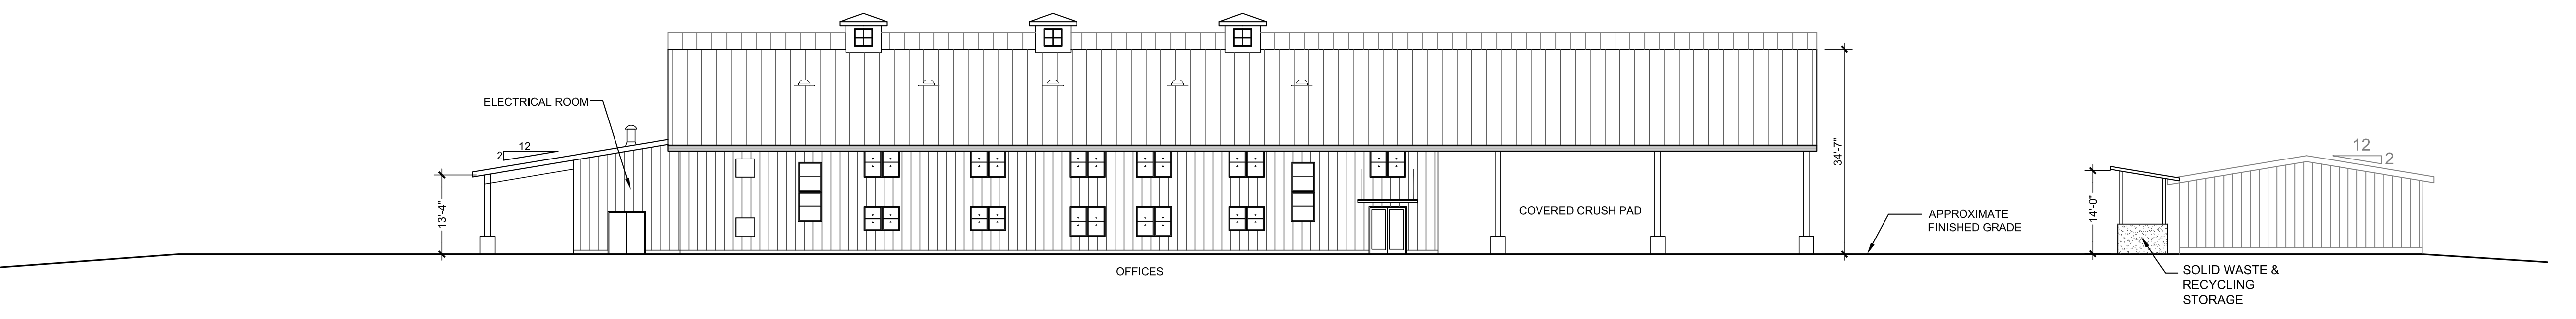 ELECTRICAL ROOM
12
2
13'-4"
34'-7"
COVERED CRUSH PAD
OFFICES
APPROXIMATE
FINISHED GRADE
14'-0"
12
2
SOLID WASTE &
RECYCLING
STORAGE